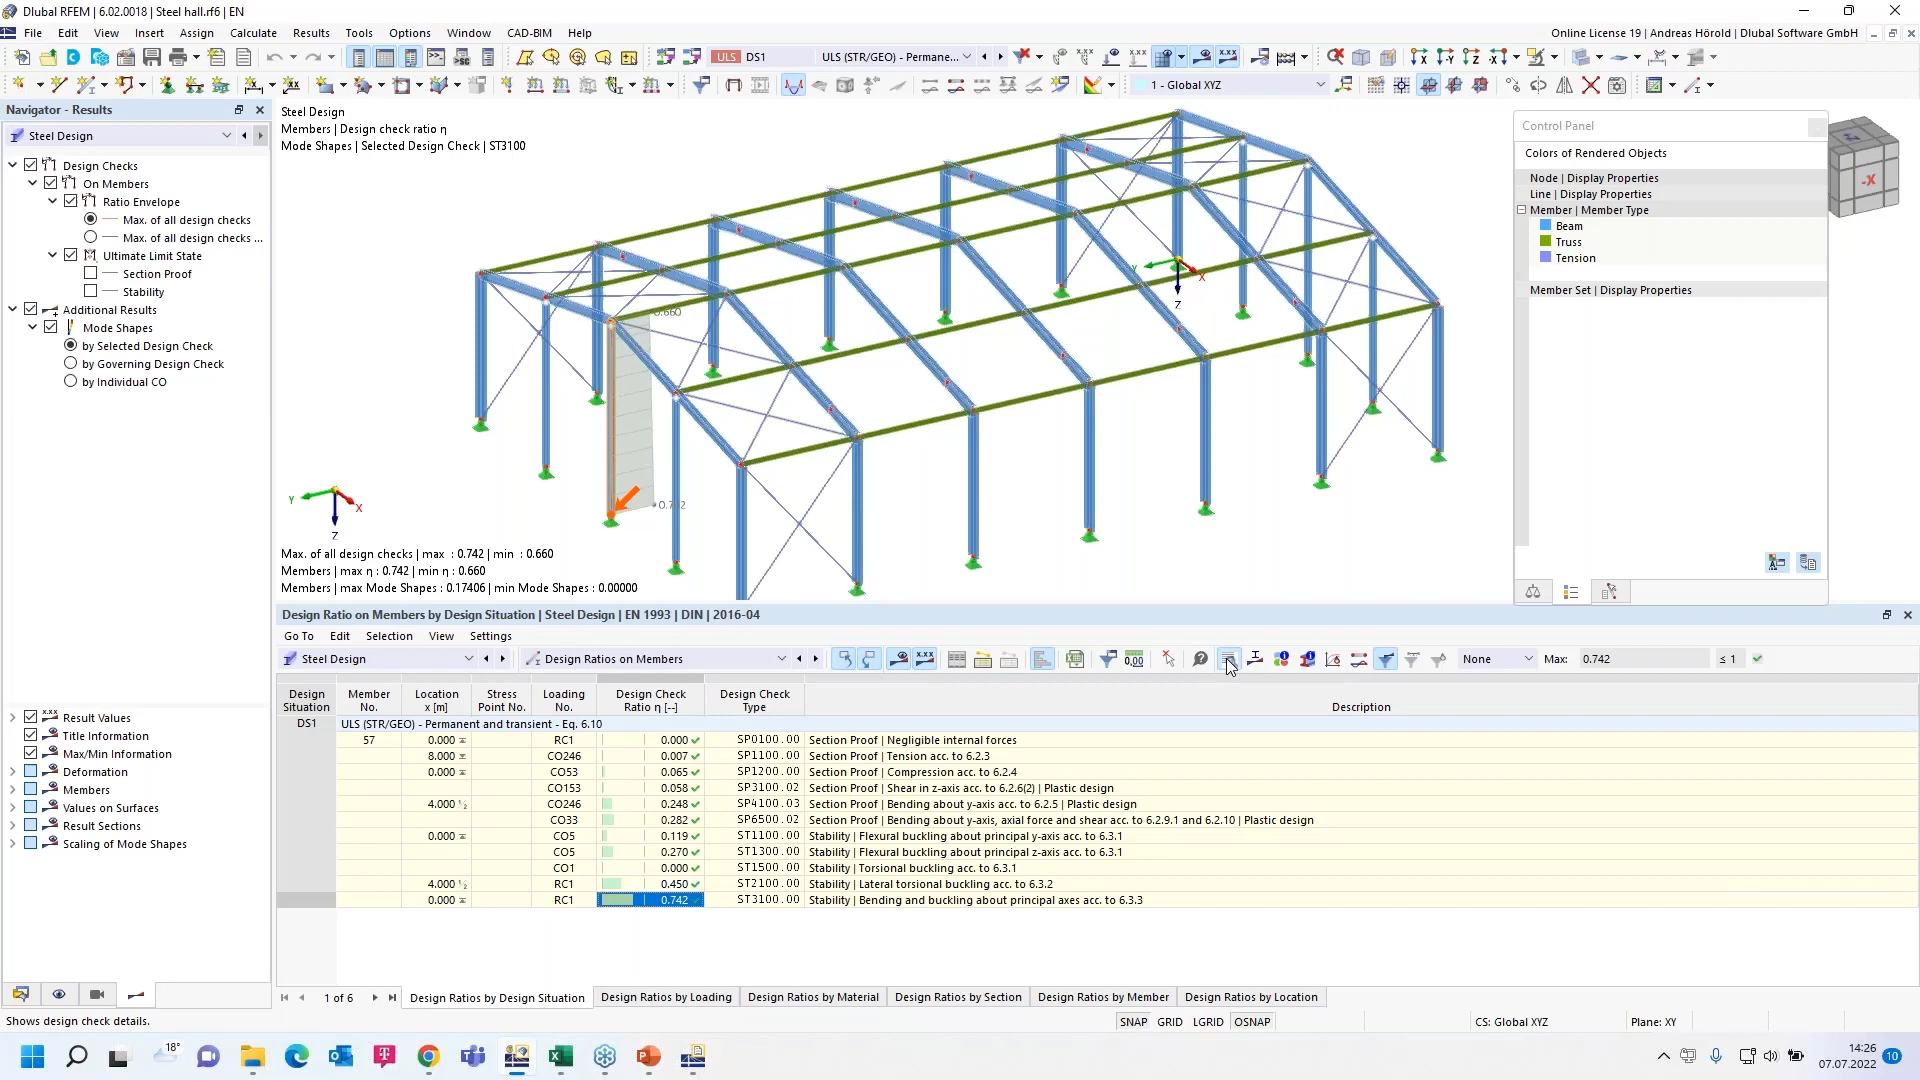 Dlubal RFEM | 6.02.0018 | Steel hall.rf6 | EN
File Edit View Insert Assign Calculate Results Tools Options Window CAD-BIM Help
Online License 19 | Andreas Hörold | Dlubal Software GmbH
ULS DS1 ULS (STR/GEO) - Permane...
1 - Global XYZ
Navigator - Results
Steel Design
Design Checks
On Members
Ratio Envelope
Max. of all design checks
Max. of all design checks ...
Ultimate Limit State
Section Proof
Stability
Additional Results
Mode Shapes
by Selected Design Check
by Governing Design Check
by Individual CO
Result Values
Title Information
Max/Min Information
Deformation
Members
Values on Surfaces
Result Sections
Scaling of Mode Shapes
Steel Design
Members | Design check ratio η
Mode Shapes | Selected Design Check | ST3100
0.660
Y
X
Z
Y
X
Z
Max. of all design checks | max : 0.742 | min : 0.660
Members | max η : 0.742 | min η : 0.660
Members | max Mode Shapes : 0.17406 | min Mode Shapes : 0.00000
Control Panel
Colors of Rendered Objects
Node | Display Properties
Line | Display Properties
Member | Member Type
Beam
Truss
Tension
Member Set | Display Properties
-X
Design Ratio on Members by Design Situation | Steel Design | EN 1993 | DIN | 2016-04
Go To Edit Selection View Settings
Steel Design Design Ratios on Members None Max: 0.742 ≤ 1
Design Situation Member No. Location x [m] Stress Point No. Loading No. Design Check Ratio η [--] Design Check Type Description
DS1 ULS (STR/GEO) - Permanent and transient - Eq. 6.10
57 0.000 RC1 0.000 SP0100.00 Section Proof | Negligible internal forces
8.000 CO246 0.007 SP1100.00 Section Proof | Tension acc. to 6.2.3
0.000 CO53 0.065 SP1200.00 Section Proof | Compression acc. to 6.2.4
CO153 0.058 SP3100.02 Section Proof | Shear in z-axis acc. to 6.2.6(2) | Plastic design
4.000 ½ CO246 0.248 SP4100.03 Section Proof | Bending about y-axis acc. to 6.2.5 | Plastic design
CO33 0.282 SP6500.02 Section Proof | Bending about y-axis, axial force and shear acc. to 6.2.9.1 and 6.2.10 | Plastic design
0.000 CO5 0.119 ST1100.00 Stability | Flexural buckling about principal y-axis acc. to 6.3.1
CO5 0.270 ST1300.00 Stability | Flexural buckling about principal z-axis acc. to 6.3.1
CO1 0.000 ST1500.00 Stability | Torsional buckling acc. to 6.3.1
4.000 ½ RC1 0.450 ST2100.00 Stability | Lateral torsional buckling acc. to 6.3.2
0.000 RC1 0.742 ST3100.00 Stability | Bending and buckling about principal axes acc. to 6.3.3
1 of 6 Design Ratios by Design Situation Design Ratios by Loading Design Ratios by Material Design Ratios by Section Design Ratios by Member Design Ratios by Location
Shows design check details.
SNAP GRID LGRID OSNAP CS: Global XYZ Plane: XY
18°
14:26
07.07.2022
10